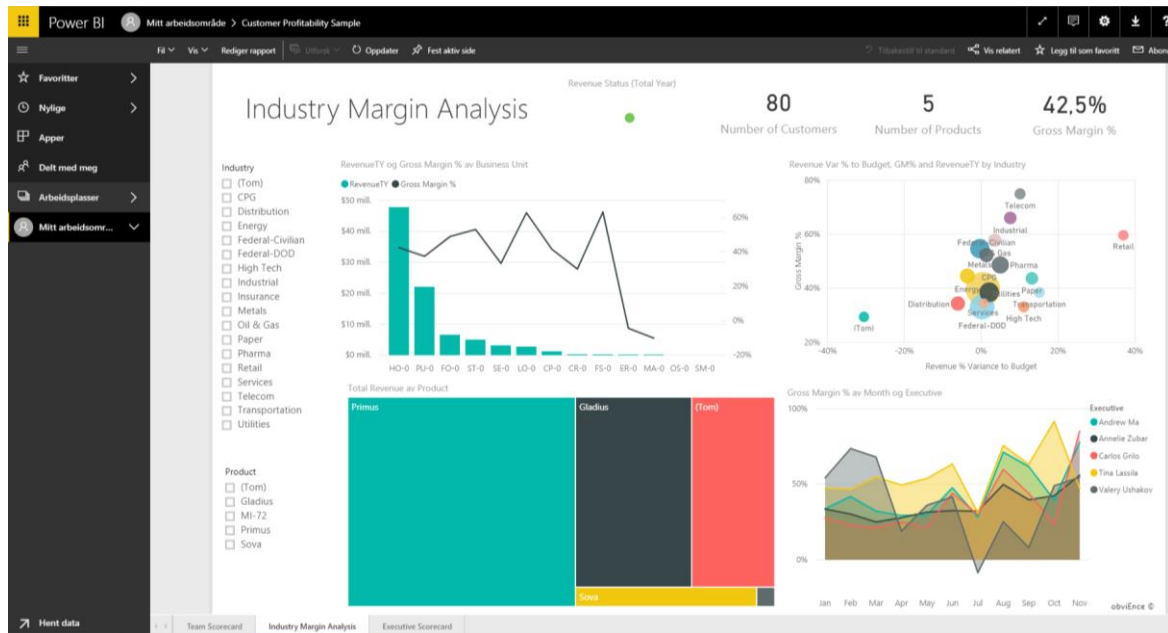 Power BI
Mitt arbeidsområde > Customer Profitability Sample
Fil
Vis
Rediger rapport
Utforsk
Oppdater
Fest aktiv side
Tilbakestill til standard
Vis relatert
Legg til som favoritt
Abon
Favoritter
Nylige
Apper
Delt med meg
Arbeidsplasser
Mitt arbeidsomr...
Hent data
Industry Margin Analysis
Revenue Status (Total Year)
80
Number of Customers
5
Number of Products
42,5%
Gross Margin %
Industry
(Tom)
CPG
Distribution
Energy
Federal-Civilian
Federal-DOD
High Tech
Industrial
Insurance
Metals
Oil & Gas
Paper
Pharma
Retail
Services
Telecom
Transportation
Utilities
Product
(Tom)
Gladius
MI-72
Primus
Sova
RevenueTY og Gross Margin % av Business Unit
RevenueTY Gross Margin %
$50 mill.
$40 mill.
$30 mill.
$20 mill.
$10 mill.
$0 mill.
60%
40%
20%
0%
-20%
HO-0 PU-0 FO-0 ST-0 SE-0 LO-0 CP-0 CR-0 FS-0 ER-0 MA-0 OS-0 SM-0
Revenue Var % to Budget, GM% and RevenueTY by Industry
Gross Margin %
80%
60%
40%
20%
Telecom
Industrial
Retail
Federal-Civilian
Gas
Metals
Pharma
CPG
Energy
Utilities
Paper
Distribution
Transportation
Services
High Tech
Federal-DOD
(Tom)
-40% -20% 0% 20% 40%
Revenue % Variance to Budget
Total Revenue av Product
Primus
Gladius
(Tom)
Sova
Gross Margin % av Month og Executive
100%
50%
0%
Jan Feb Mar Apr May Jun Jul Aug Sep Oct Nov
Executive
Andrew Ma
Annelie Zubar
Carlos Grilo
Tina Lassila
Valery Ushakov
obviEnce ©
Team Scorecard
Industry Margin Analysis
Executive Scorecard